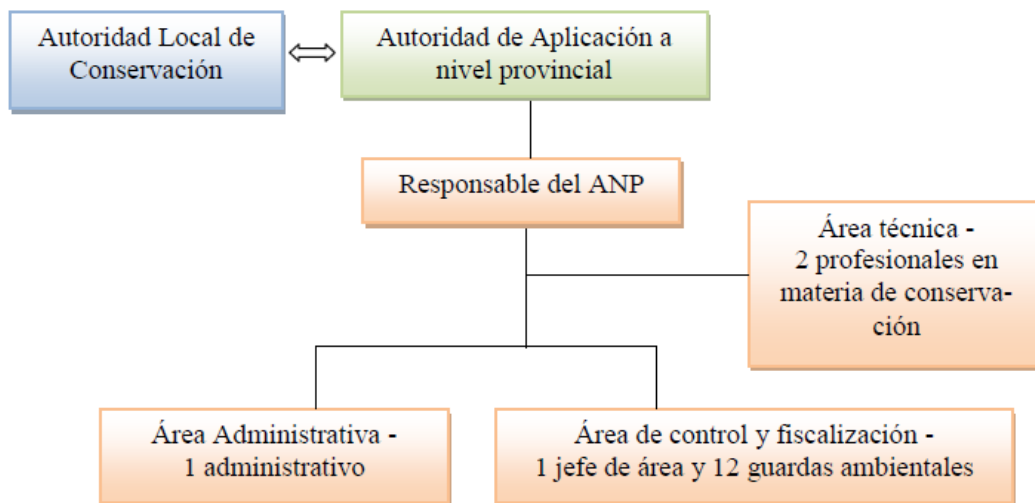 Autoridad Local de
Conservación
Autoridad de Aplicación a
nivel provincial
Responsable del ANP
Área técnica -
2 profesionales en
materia de conserva-
ción
Área Administrativa -
1 administrativo
Área de control y fiscalización -
1 jefe de área y 12 guardas ambientales